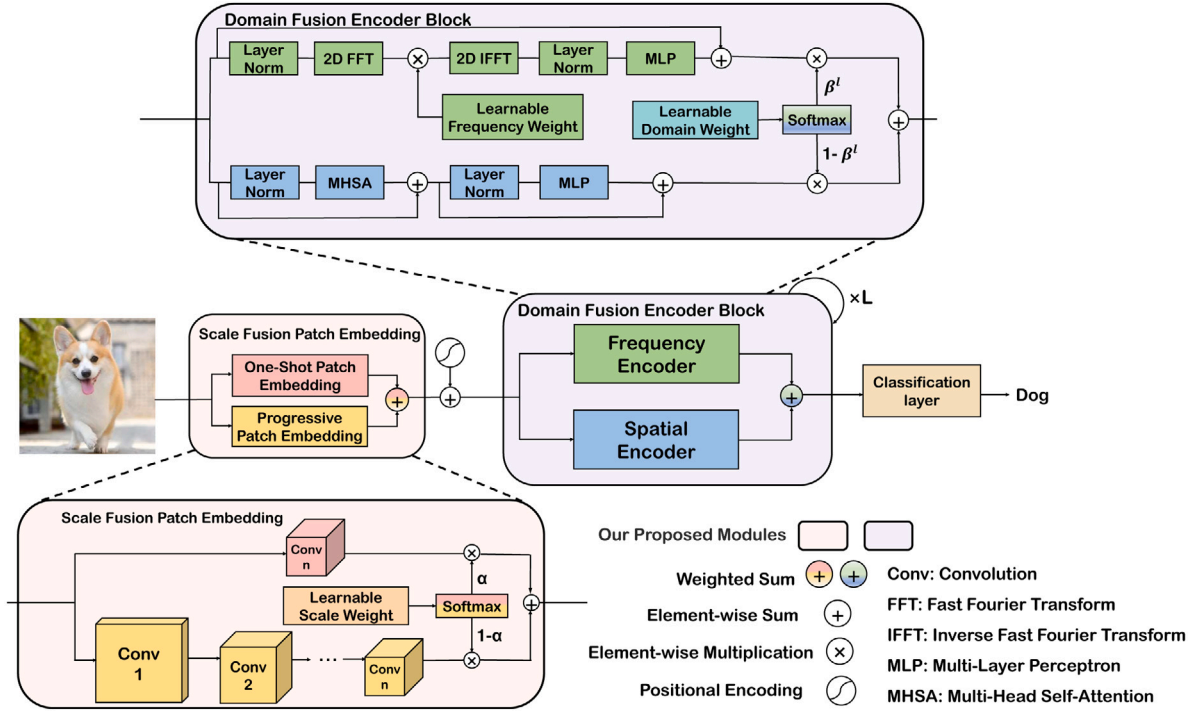 Domain Fusion Encoder Block
Layer
Norm
2D FFT
×
2D IFFT
Layer
Norm
MLP
+
×
βˡ
Learnable
Frequency Weight
Learnable
Domain Weight
Softmax
+
1- βˡ
Layer
Norm
MHSA
+
Layer
Norm
MLP
+
×
Domain Fusion Encoder Block
×L
Scale Fusion Patch Embedding
One-Shot Patch
Embedding
Progressive
Patch Embedding
+
+
Frequency
Encoder
Spatial
Encoder
+
Classification
layer
Dog
Scale Fusion Patch Embedding
Conv
n
×
α
Learnable
Scale Weight
Softmax
+
1-α
Conv
1
Conv
2
...
Conv
n
×
Our Proposed Modules
Weighted Sum
+ +
Element-wise Sum
+
Element-wise Multiplication
×
Positional Encoding
Conv: Convolution
FFT: Fast Fourier Transform
IFFT: Inverse Fast Fourier Transform
MLP: Multi-Layer Perceptron
MHSA: Multi-Head Self-Attention